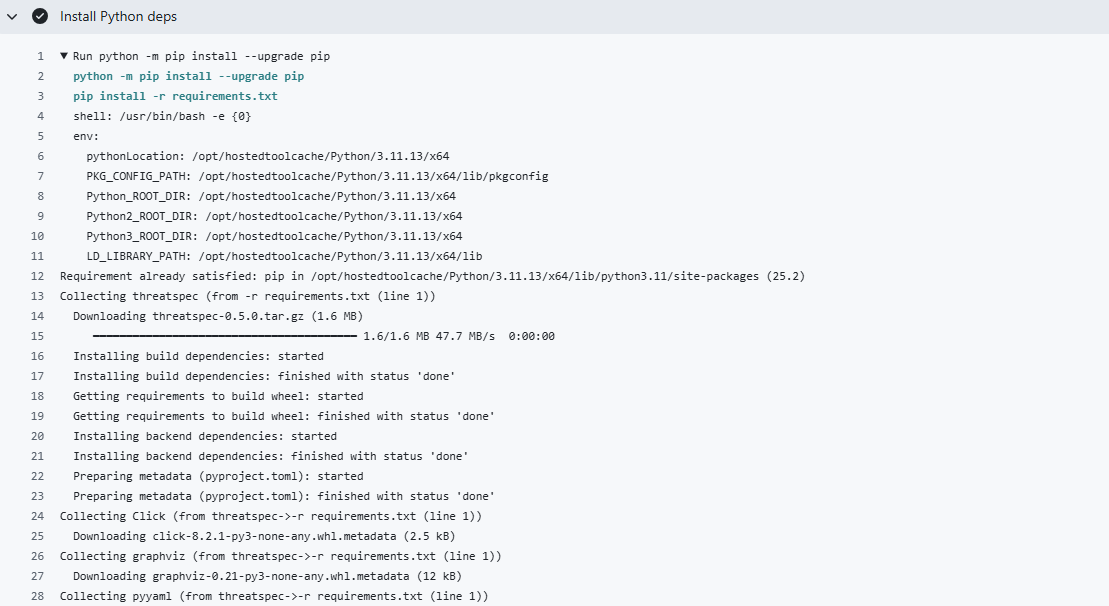 Install Python deps
1 ▼ Run python -m pip install --upgrade pip
2 python -m pip install --upgrade pip
3 pip install -r requirements.txt
4 shell: /usr/bin/bash -e {0}
5 env:
6 pythonLocation: /opt/hostedtoolcache/Python/3.11.13/x64
7 PKG_CONFIG_PATH: /opt/hostedtoolcache/Python/3.11.13/x64/lib/pkgconfig
8 Python_ROOT_DIR: /opt/hostedtoolcache/Python/3.11.13/x64
9 Python2_ROOT_DIR: /opt/hostedtoolcache/Python/3.11.13/x64
10 Python3_ROOT_DIR: /opt/hostedtoolcache/Python/3.11.13/x64
11 LD_LIBRARY_PATH: /opt/hostedtoolcache/Python/3.11.13/x64/lib
12 Requirement already satisfied: pip in /opt/hostedtoolcache/Python/3.11.13/x64/lib/python3.11/site-packages (25.2)
13 Collecting threatspec (from -r requirements.txt (line 1))
14 Downloading threatspec-0.5.0.tar.gz (1.6 MB)
15 ━━━━━━━━━━━━━━━━━━━━━━━━━━━━━━━━━━━━━━━━ 1.6/1.6 MB 47.7 MB/s 0:00:00
16 Installing build dependencies: started
17 Installing build dependencies: finished with status 'done'
18 Getting requirements to build wheel: started
19 Getting requirements to build wheel: finished with status 'done'
20 Installing backend dependencies: started
21 Installing backend dependencies: finished with status 'done'
22 Preparing metadata (pyproject.toml): started
23 Preparing metadata (pyproject.toml): finished with status 'done'
24 Collecting Click (from threatspec->-r requirements.txt (line 1))
25 Downloading click-8.2.1-py3-none-any.whl.metadata (2.5 kB)
26 Collecting graphviz (from threatspec->-r requirements.txt (line 1))
27 Downloading graphviz-0.21-py3-none-any.whl.metadata (12 kB)
28 Collecting pyyaml (from threatspec->-r requirements.txt (line 1))